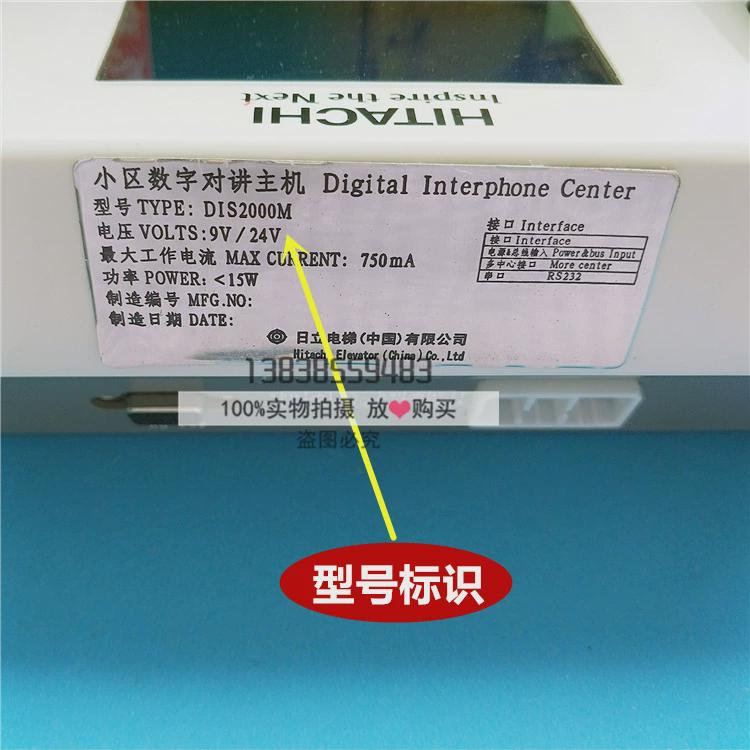 Inspire the Next
HITACHI
小区数字对讲主机 Digital Interphone Center
型号 TYPE: DIS2000M
电压 VOLTS:9V/24V
最大工作电流 MAX CURRENT: 750mA
功率 POWER: <15W
制造编号 MFG.NO:
制造日期 DATE:
接口 Interface
接口 Interface
电源&总线输入 Power&bus Input
多中心接口 More center
串口 RS232
日立电梯(中国)有限公司
Hitachi Elevator(China)Co.,Ltd
13838559483
100%实物拍摄 放❤购买
盗图必究
型号标识